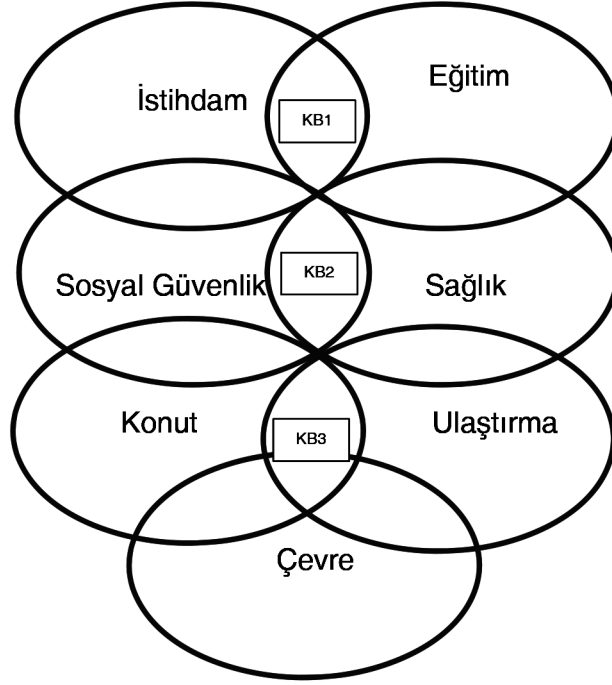 İstihdam
Eğitim
KB1
Sosyal Güvenlik
KB2
Sağlık
Konut
Ulaştırma
KB3
Çevre